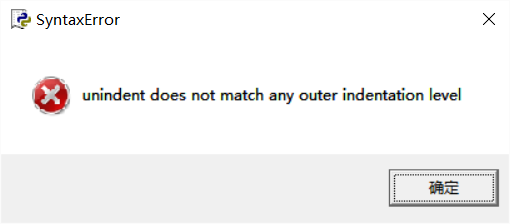 SyntaxError
unindent does not match any outer indentation level
确定